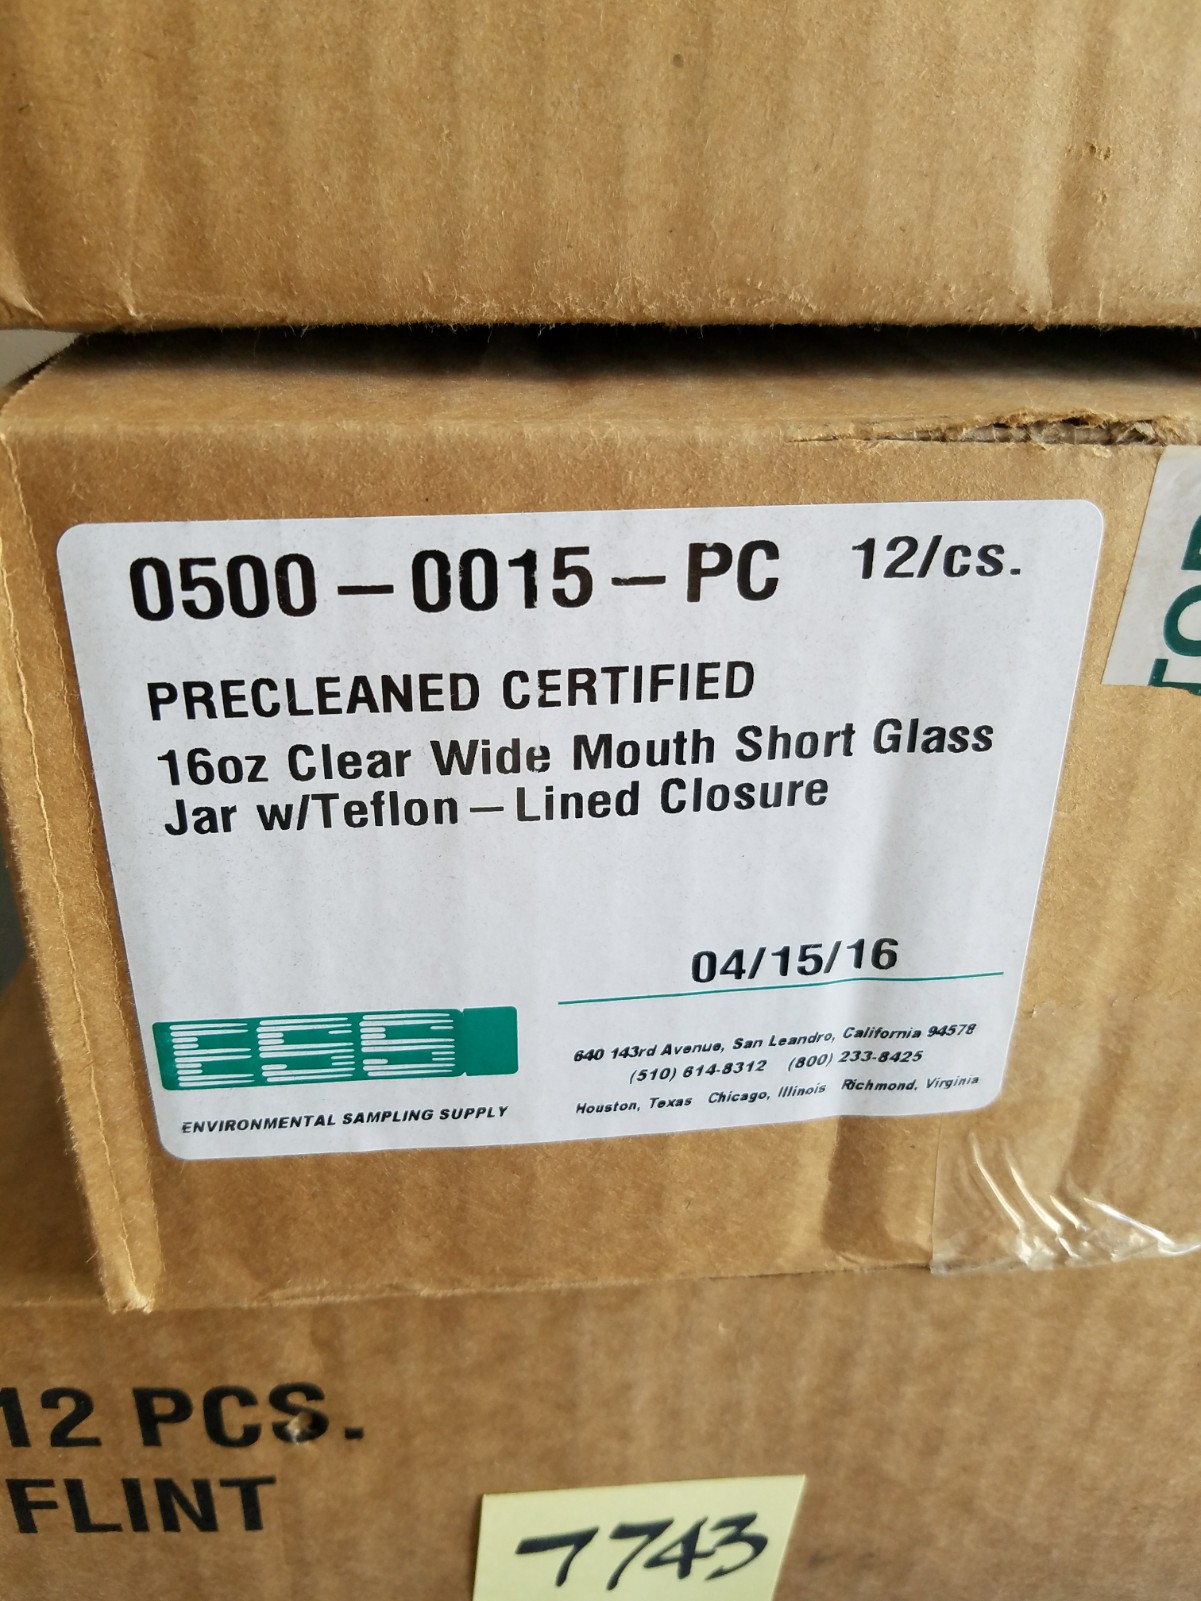 0500-0015-PC 12/cs.
PRECLEANED CERTIFIED
16oz Clear Wide Mouth Short Glass
Jar w/Teflon-Lined Closure
04/15/16
ESS
ENVIRONMENTAL SAMPLING SUPPLY
640 143rd Avenue, San Leandro, California 94578
(510) 614-8312 (800) 233-8425
Houston, Texas Chicago, Illinois Richmond, Virginia
12 PCS.
FLINT
7743